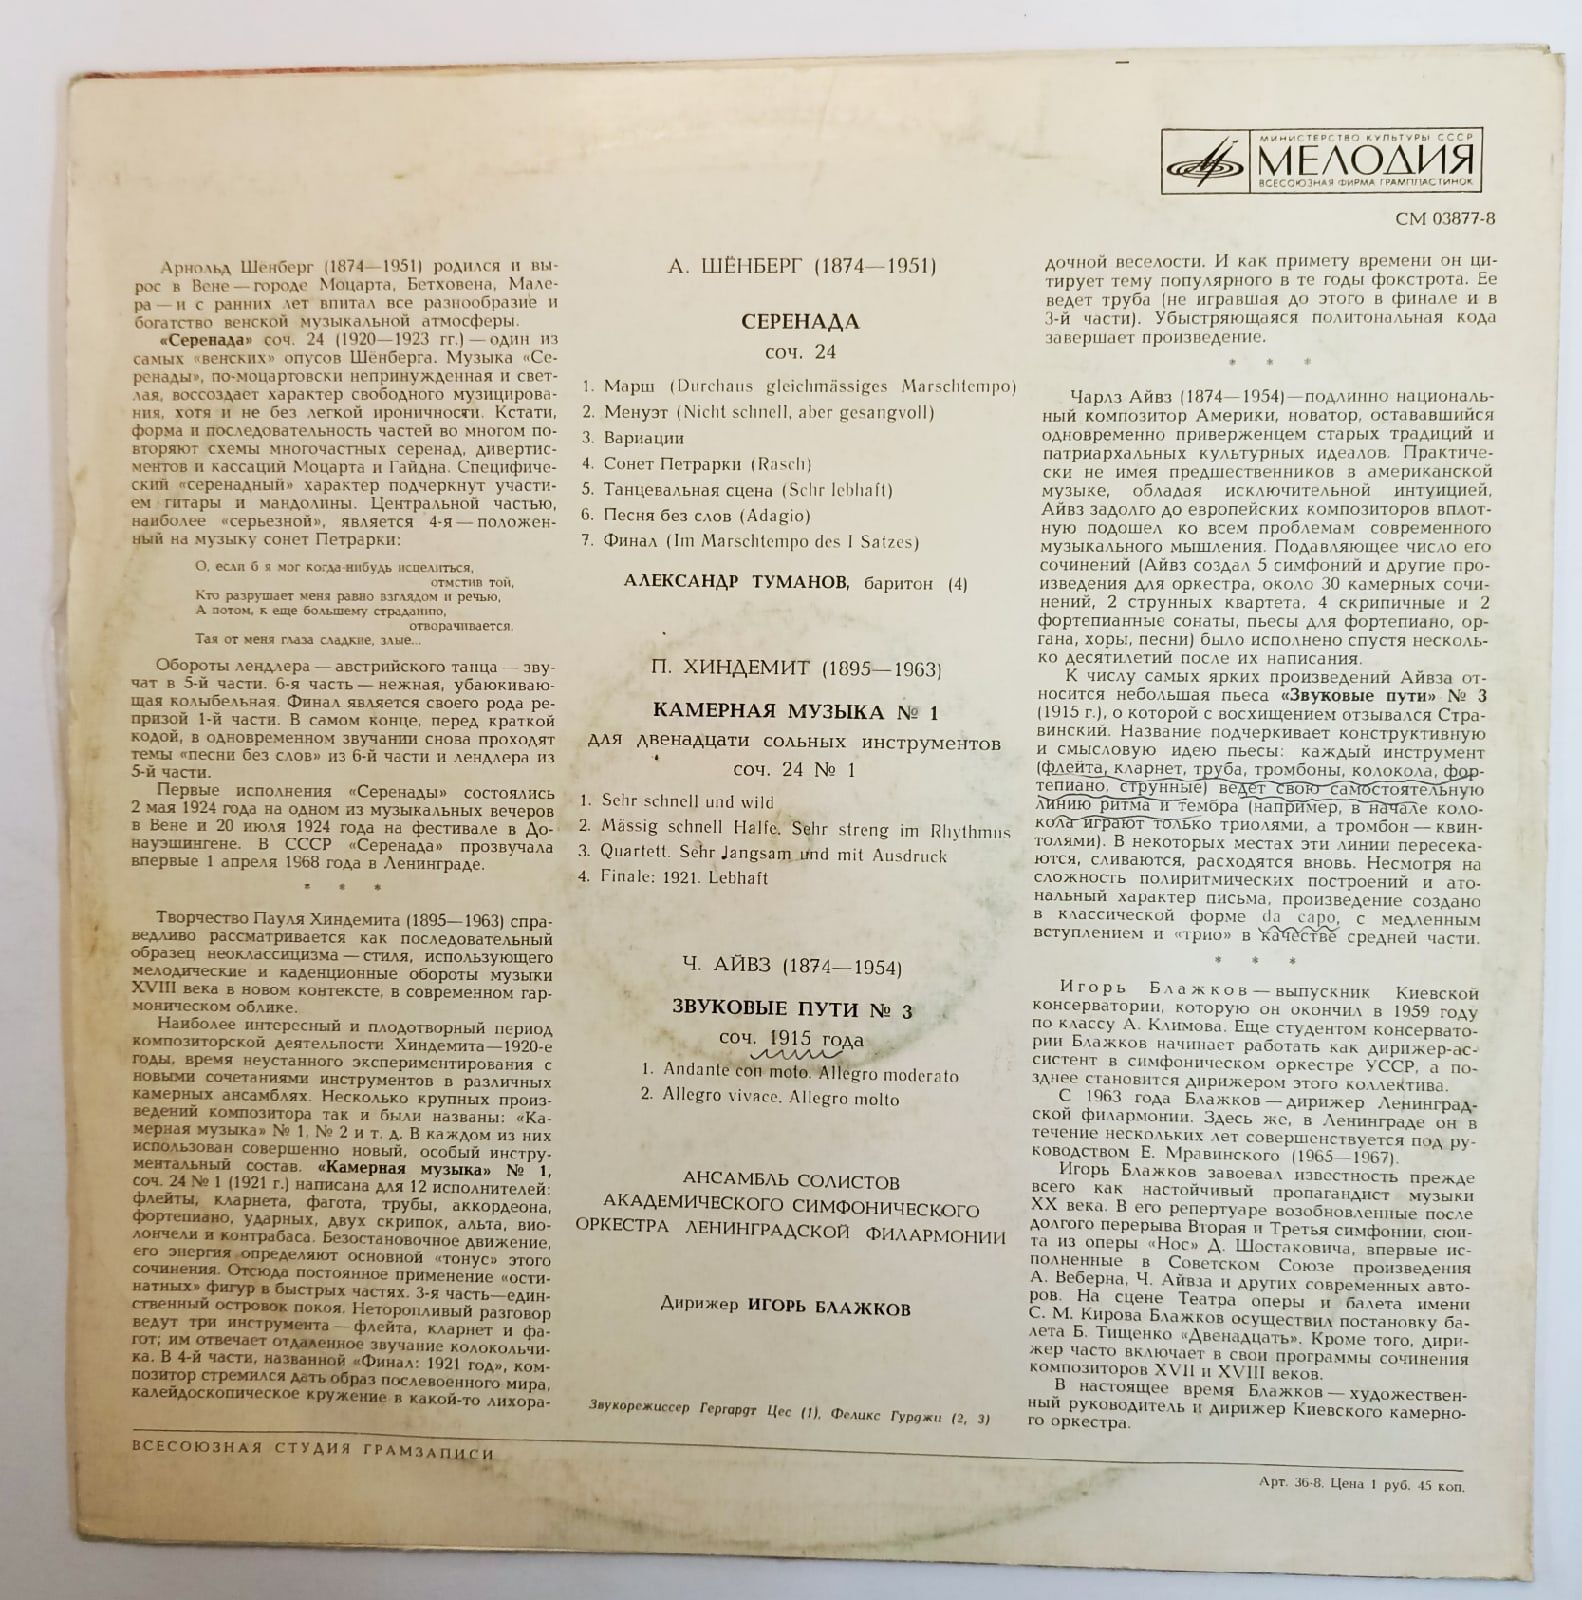 МИНИСТЕРСТВО КУЛЬТУРЫ СССР
МЕЛОДИЯ
ВСЕСОЮЗНАЯ ФИРМА ГРАМПЛАСТИНОК
СМ 03877-8
Арнольд Шёнберг (1874—1951) родился и вы-
рос в Вене — городе Моцарта, Бетховена, Мале-
ра — и с ранних лет впитал все разнообразие и
богатство венской музыкальной атмосферы.
«Серенада» соч. 24 (1920—1923 гг.) — один из
самых «венских» опусов Шёнберга. Музыка «Се-
ренады», по-моцартовски непринужденная и свет-
лая, воссоздает характер свободного музицирова-
ния, хотя и не без легкой ироничности. Кстати,
форма и последовательность частей во многом по-
вторяют схемы многочастных серенад, дивертис-
ментов и кассаций Моцарта и Гайдна. Специфиче-
ский «серенадный» характер подчеркнут участи-
ем гитары и мандолины. Центральной частью,
наиболее «серьезной», является 4-я — положен-
ный на музыку сонет Петрарки:
О, если б я мог когда-нибудь исцелиться,
отмстив той,
Кто разрушает меня равно взглядом и речью,
А потом, к еще большему страданию,
отворачивается.
Тая от меня глаза сладкие, злые...
Обороты лендлера — австрийского танца — зву-
чат в 5-й части. 6-я часть — нежная, убаюкиваю-
щая колыбельная. Финал является своего рода ре-
призой 1-й части. В самом конце, перед краткой
кодой, в одновременном звучании снова проходят
темы «песни без слов» из 6-й части и лендлера из
5-й части.
Первые исполнения «Серенады» состоялись
2 мая 1924 года на одном из музыкальных вечеров
в Вене и 20 июля 1924 года на фестивале в До-
науэшингене. В СССР «Серенада» прозвучала
впервые 1 апреля 1968 года в Ленинграде.
* * *
Творчество Пауля Хиндемита (1895—1963) спра-
ведливо рассматривается как последовательный
образец неоклассицизма — стиля, использующего
мелодические и каденционные обороты музыки
XVIII века в новом контексте, в современном гар-
моническом облике.
Наиболее интересный и плодотворный период
композиторской деятельности Хиндемита—1920-е
годы, время неустанного экспериментирования с
новыми сочетаниями инструментов в различных
камерных ансамблях. Несколько крупных произ-
ведений композитора так и были названы: «Ка-
мерная музыка» № 1, № 2 и т. д. В каждом из них
использован совершенно новый, особый инстру-
ментальный состав. «Камерная музыка» № 1,
соч. 24 № 1 (1921 г.) написана для 12 исполнителей:
флейты, кларнета, фагота, трубы, аккордеона,
фортепиано, ударных, двух скрипок, альта, вио-
лончели и контрабаса. Безостановочное движение,
его энергия определяют основной «тонус» этого
сочинения. Отсюда постоянное применение «ости-
натных» фигур в быстрых частях. 3-я часть—един-
ственный островок покоя. Неторопливый разговор
ведут три инструмента — флейта, кларнет и фа-
гот; им отвечает отдаленное звучание колокольчи-
ка. В 4-й части, названной «Финал: 1921 год», ком-
позитор стремился дать образ послевоенного мира,
калейдоскопическое кружение в какой-то лихора-
А. ШЁНБЕРГ (1874—1951)
СЕРЕНАДА
соч. 24
1. Марш (Durchaus gleichmässiges Marschtempo)
2. Менуэт (Nicht schnell, aber gesangvoll)
3. Вариации
4. Сонет Петрарки (Rasch)
5. Танцевальная сцена (Sehr lebhaft)
6. Песня без слов (Adagio)
7. Финал (Im Marschtempo des I Satzes)
АЛЕКСАНДР ТУМАНОВ, баритон (4)
П. ХИНДЕМИТ (1895—1963)
КАМЕРНАЯ МУЗЫКА № 1
для двенадцати сольных инструментов
соч. 24 № 1
1. Sehr schnell und wild
2. Mässig schnell Halfe. Sehr streng im Rhythmus
3. Quartett. Sehr langsam und mit Ausdruck
4. Finale: 1921. Lebhaft
Ч. АЙВЗ (1874—1954)
ЗВУКОВЫЕ ПУТИ № 3
соч. 1915 года
1. Andante con moto. Allegro moderato
2. Allegro vivace. Allegro molto
АНСАМБЛЬ СОЛИСТОВ
АКАДЕМИЧЕСКОГО СИМФОНИЧЕСКОГО
ОРКЕСТРА ЛЕНИНГРАДСКОЙ ФИЛАРМОНИИ
Дирижер ИГОРЬ БЛАЖКОВ
Звукорежиссер Гергардт Цес (1), Феликс Гурджи (2, 3)
дочной веселости. И как примету времени он ци-
тирует тему популярного в те годы фокстрота. Ее
ведет труба (не игравшая до этого в финале и в
3-й части). Убыстряющаяся политональная кода
завершает произведение.
* * *
Чарлз Айвз (1874—1954)—подлинно националь-
ный композитор Америки, новатор, остававшийся
одновременно приверженцем старых традиций и
патриархальных культурных идеалов. Практиче-
ски не имея предшественников в американской
музыке, обладая исключительной интуицией,
Айвз задолго до европейских композиторов вплот-
ную подошел ко всем проблемам современного
музыкального мышления. Подавляющее число его
сочинений (Айвз создал 5 симфоний и другие про-
изведения для оркестра, около 30 камерных сочи-
нений, 2 струнных квартета, 4 скрипичные и 2
фортепианные сонаты, пьесы для фортепиано, ор-
гана, хоры, песни) было исполнено спустя несколь-
ко десятилетий после их написания.
К числу самых ярких произведений Айвза от-
носится небольшая пьеса «Звуковые пути» № 3
(1915 г.), о которой с восхищением отзывался Стра-
винский. Название подчеркивает конструктивную
и смысловую идею пьесы: каждый инструмент
(флейта, кларнет, труба, тромбоны, колокола, фор-
тепиано, струнные) ведет свою самостоятельную
линию ритма и тембра (например, в начале коло-
кола играют только триолями, а тромбон — квин-
толями). В некоторых местах эти линии пересека-
ются, сливаются, расходятся вновь. Несмотря на
сложность полиритмических построений и ато-
нальный характер письма, произведение создано
в классической форме da capo, с медленным
вступлением и «трио» в качестве средней части.
* * *
Игорь Блажков — выпускник Киевской
консерватории, которую он окончил в 1959 году
по классу А. Климова. Еще студентом консервато-
рии Блажков начинает работать как дирижер-ас-
систент в симфоническом оркестре УССР, а по-
зднее становится дирижером этого коллектива.
С 1963 года Блажков — дирижер Ленинград-
ской филармонии. Здесь же, в Ленинграде он в
течение нескольких лет совершенствуется под ру-
ководством Е. Мравинского (1965—1967).
Игорь Блажков завоевал известность прежде
всего как настойчивый пропагандист музыки
XX века. В его репертуаре возобновленные после
долгого перерыва Вторая и Третья симфонии, сюи-
та из оперы «Нос» Д. Шостаковича, впервые ис-
полненные в Советском Союзе произведения
А. Веберна, Ч. Айвза и других современных авто-
ров. На сцене Театра оперы и балета имени
С. М. Кирова Блажков осуществил постановку ба-
лета Б. Тищенко «Двенадцать». Кроме того, дири-
жер часто включает в свои программы сочинения
композиторов XVII и XVIII веков.
В настоящее время Блажков — художествен-
ный руководитель и дирижер Киевского камерно-
го оркестра.
ВСЕСОЮЗНАЯ СТУДИЯ ГРАМЗАПИСИ
Арт. 36-8. Цена 1 руб. 45 коп.